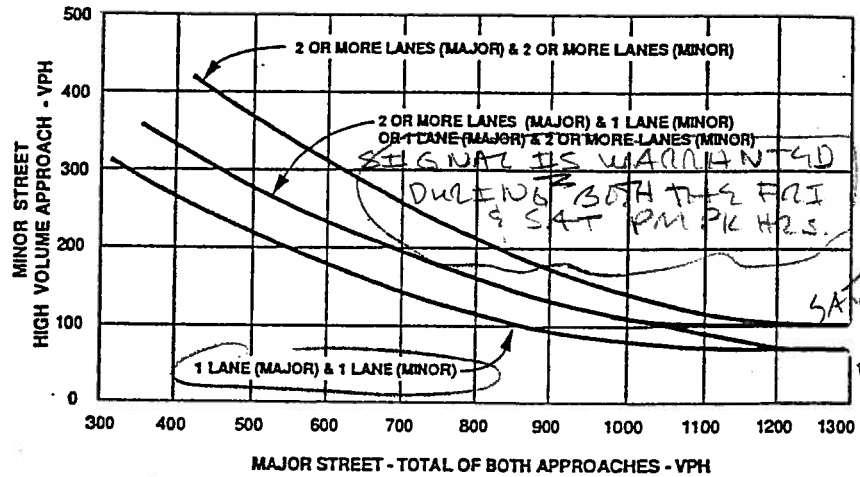 500
400
300
200
100
0
MINOR STREET
HIGH VOLUME APPROACH - VPH
2 OR MORE LANES (MAJOR) & 2 OR MORE LANES (MINOR)
2 OR MORE LANES (MAJOR) & 1 LANE (MINOR)
OR 1 LANE (MAJOR) & 2 OR MORE LANES (MINOR)
SIGNAL IS WARRANTED
DURING BOTH THE FRI
& SAT PM PK HRS.
SAT
1 LANE (MAJOR) & 1 LANE (MINOR)
300 400 500 600 700 800 900 1000 1100 1200 1300
MAJOR STREET - TOTAL OF BOTH APPROACHES - VPH